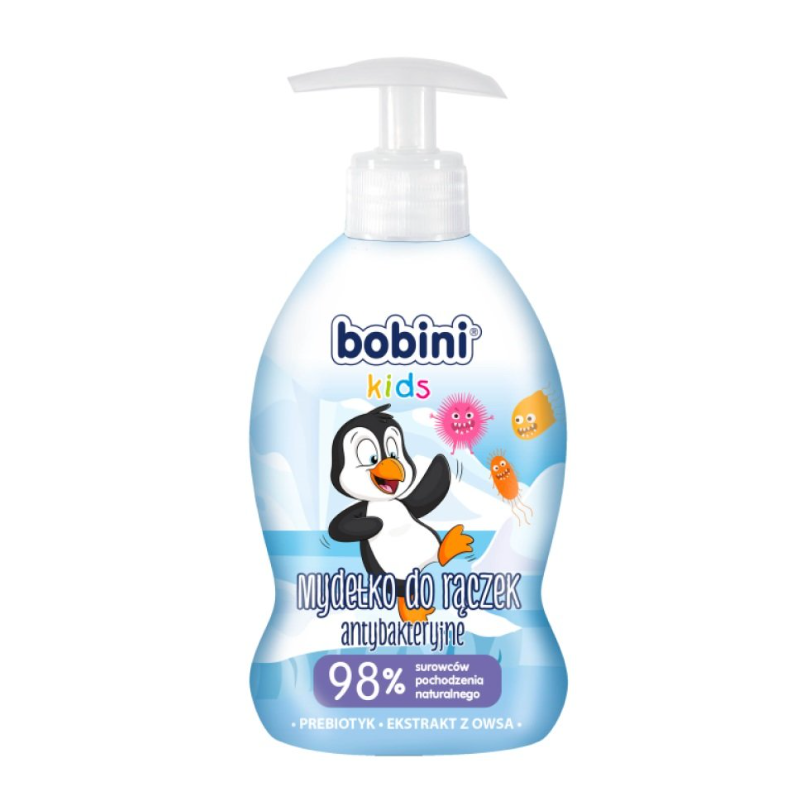 bobini®
kids
mydełko do rączek
antybakteryjne
98% surowców
pochodzenia
naturalnego
• PREBIOTYK • EKSTRAKT Z OWSA •